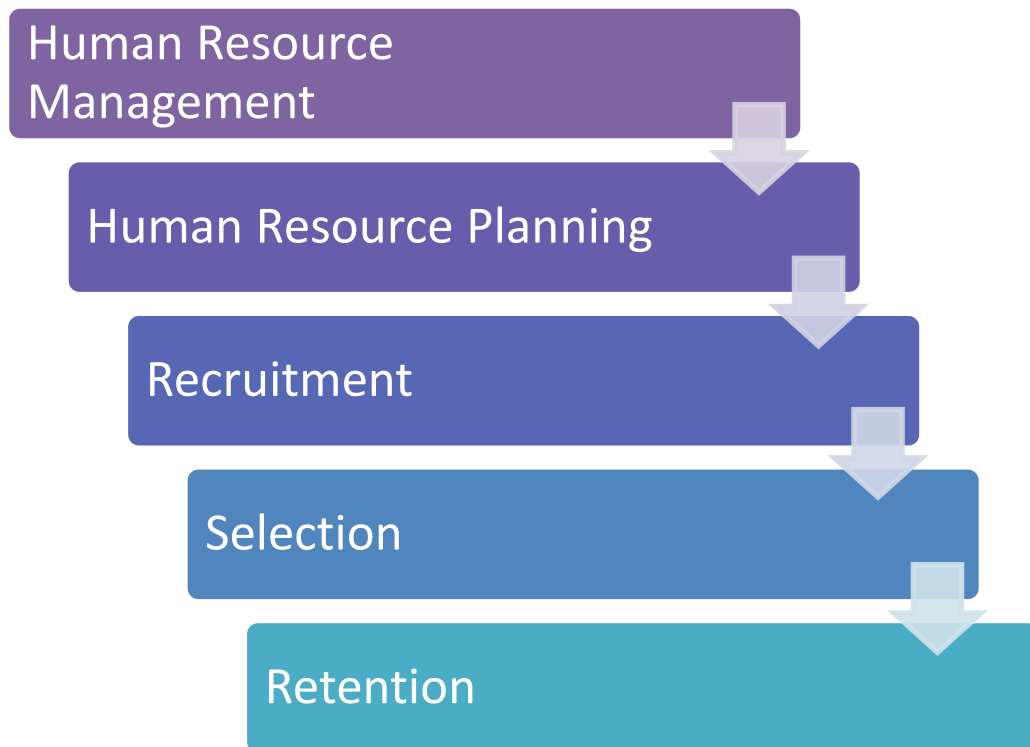 Human Resource
Management
Human Resource Planning
Recruitment
Selection
Retention